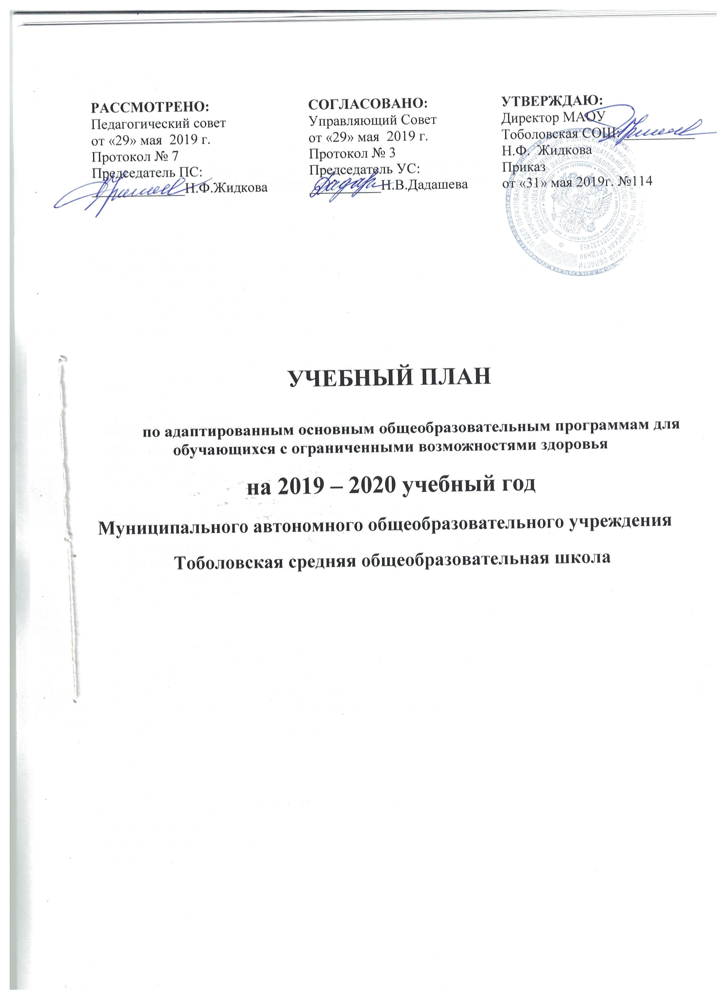 РАССМОТРЕНО:
Педагогический совет
от «29» мая 2019 г.
Протокол № 7
Председатель ПС:
Н.Ф.Жидкова
СОГЛАСОВАНО:
Управляющий Совет
от «29» мая 2019 г.
Протокол № 3
Председатель УС:
Н.В.Дадашева
УТВЕРЖДАЮ:
Директор МАОУ
Тоболовская СОШ:
Н.Ф. Жидкова
Приказ
от «31» мая 2019г. №114
УЧЕБНЫЙ ПЛАН
по адаптированным основным общеобразовательным программам для
обучающихся с ограниченными возможностями здоровья
на 2019 – 2020 учебный год
Муниципального автономного общеобразовательного учреждения
Тоболовская средняя общеобразовательная школа